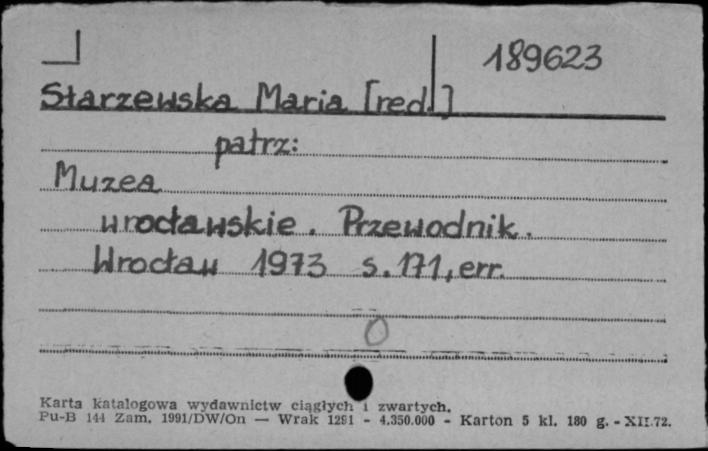 189623
Starzewska Maria [red.]
patrz:
Muzea
wrocławskie. Przewodnik.
Wrocław 1973 s. 171, err.
Karta katalogowa wydawnictw ciągłych i zwartych.
Pu-B 144 Zam. 1991/DW/On — Wrak 1291 - 4.350.000 - Karton 5 kl. 180 g. - XII.72.